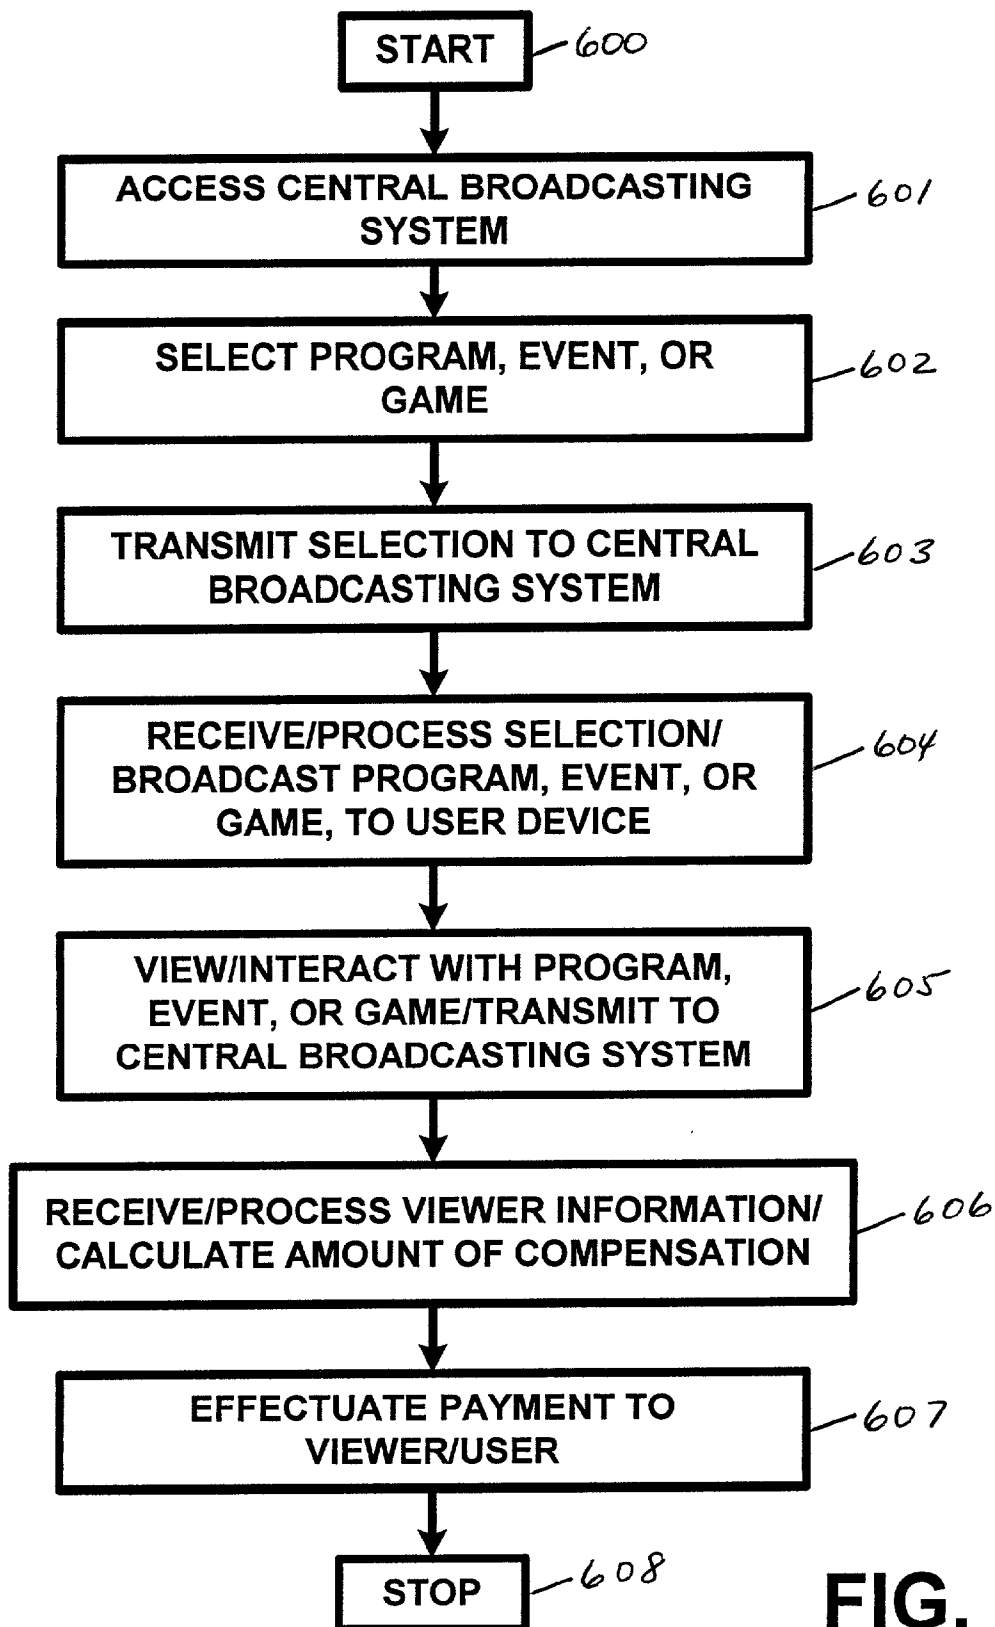 START
600
ACCESS CENTRAL BROADCASTING
SYSTEM
601
SELECT PROGRAM, EVENT, OR
GAME
602
TRANSMIT SELECTION TO CENTRAL
BROADCASTING SYSTEM
603
RECEIVE/PROCESS SELECTION/
BROADCAST PROGRAM, EVENT, OR
GAME, TO USER DEVICE
604
VIEW/INTERACT WITH PROGRAM,
EVENT, OR GAME/TRANSMIT TO
CENTRAL BROADCASTING SYSTEM
605
RECEIVE/PROCESS VIEWER INFORMATION/
CALCULATE AMOUNT OF COMPENSATION
606
EFFECTUATE PAYMENT TO
VIEWER/USER
607
STOP
608
FIG.